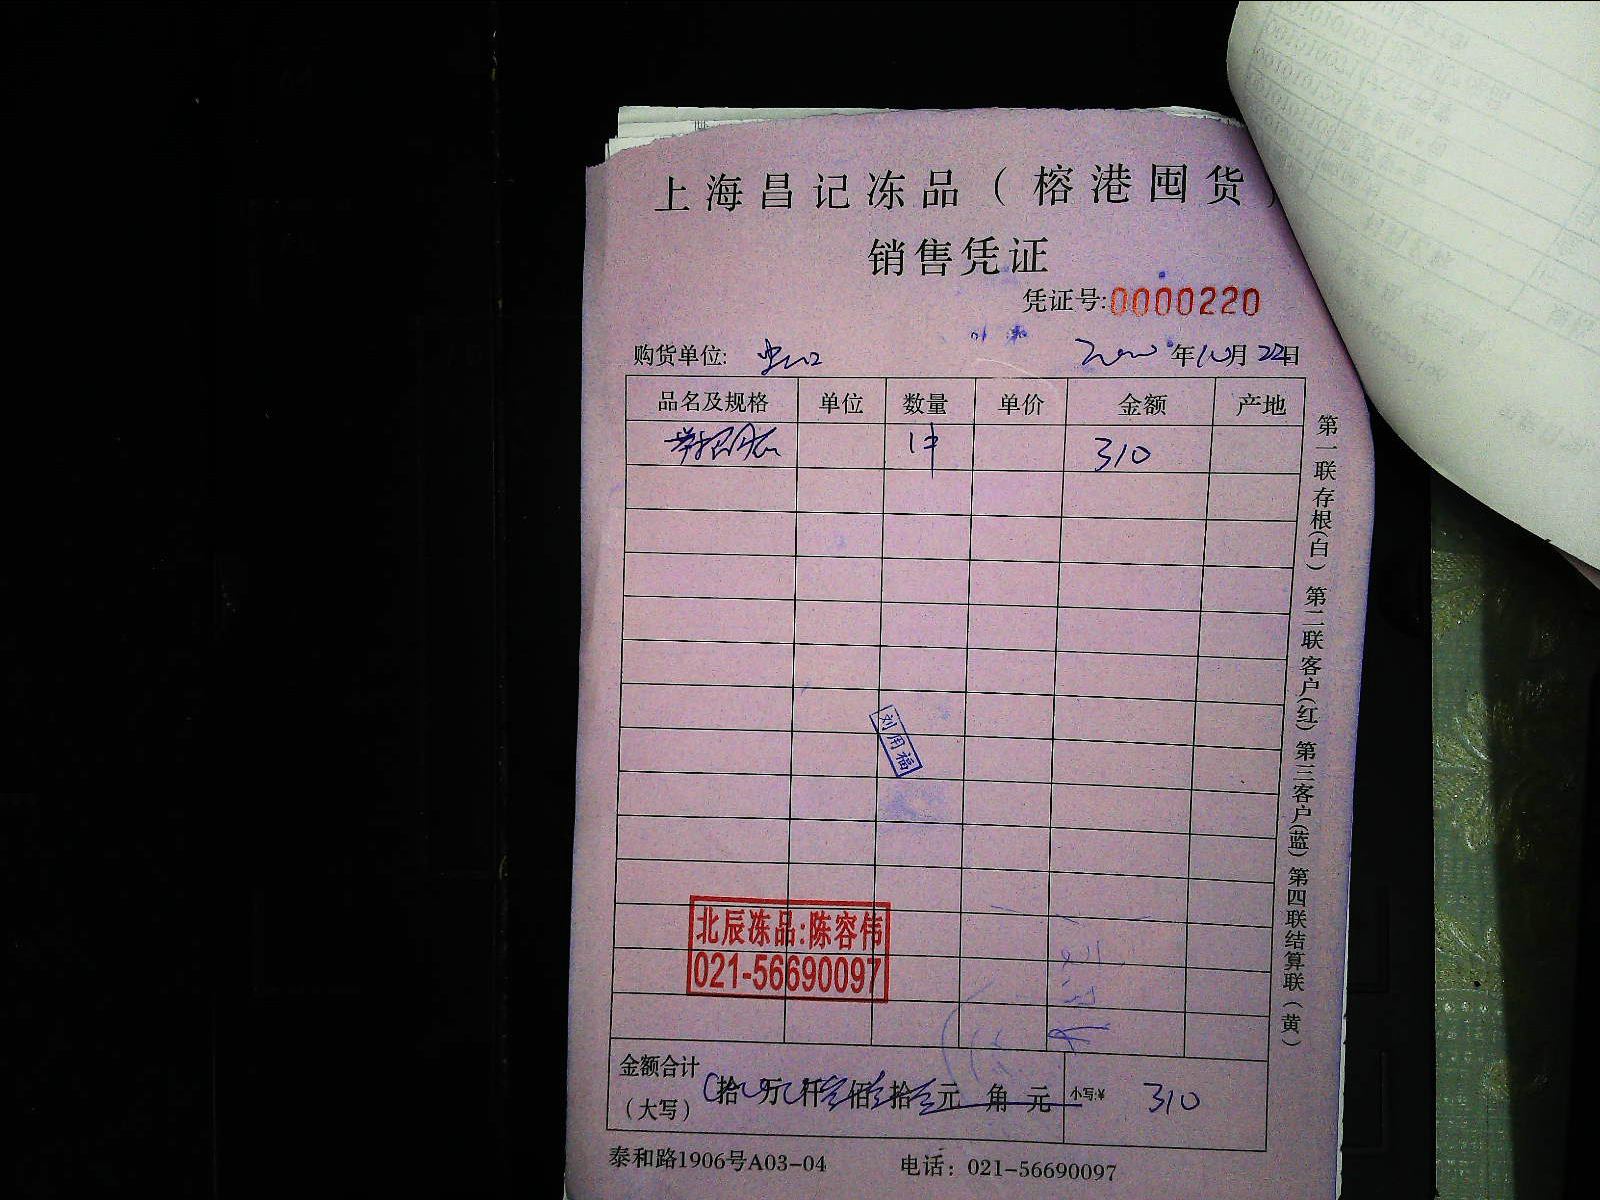 上海昌记冻品（榕港囤货）
销售凭证
凭证号:0000220
购货单位: 年10月22日
品名及规格 单位 数量 单价 金额 产地
1件 310
刘用福
北辰冻品:陈容伟
021-56690097
金额合计
（大写） 拾 万 仟 佰 拾 元 角 元 小写:¥ 310
泰和路1906号A03-04 电话：021-56690097
第一联存根(白) 第二联客户(红) 第三客户(蓝) 第四联结算联(黄)